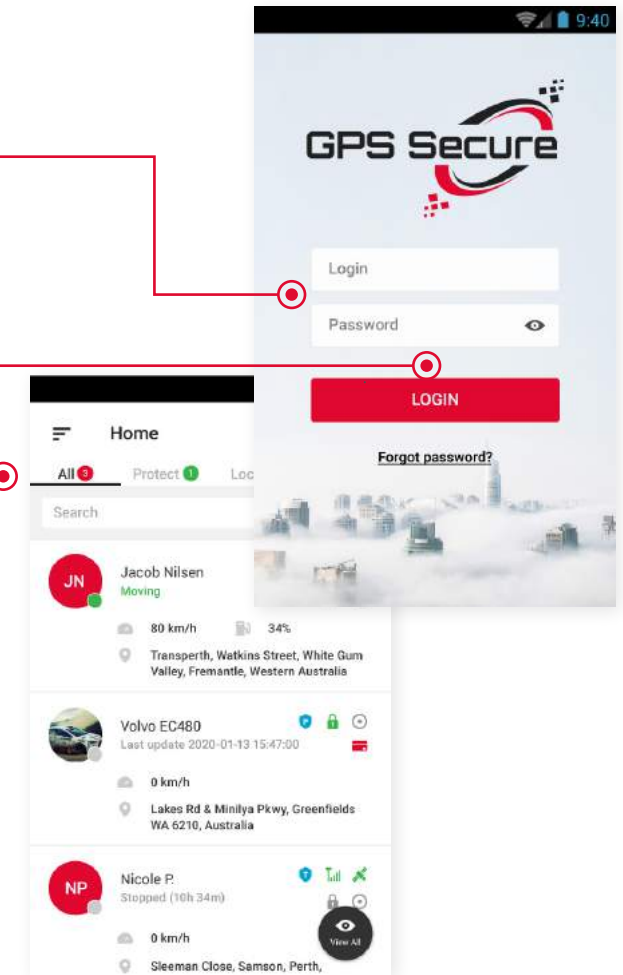 9:40
GPS Secure
Login
Password
LOGIN
Forgot password?
Home
All 3 Protect 1 Loc
Search
JN
Jacob Nilsen
Moving
80 km/h 34%
Transperth, Watkins Street, White Gum
Valley, Fremantle, Western Australia
Volvo EC480
Last update 2020-01-13 15:47:00
0 km/h
Lakes Rd & Minilya Pkwy, Greenfields
WA 6210, Australia
NP
Nicole P.
Stopped (10h 34m)
View All
0 km/h
Sleeman Close, Samson, Perth,